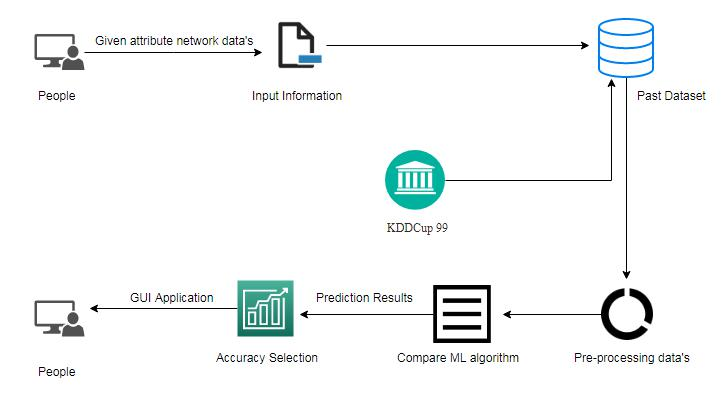 Given attribute network data's
People
Input Information
Past Dataset
KDDCup 99
GUI Application
Prediction Results
People
Accuracy Selection
Compare ML algorithm
Pre-processing data's